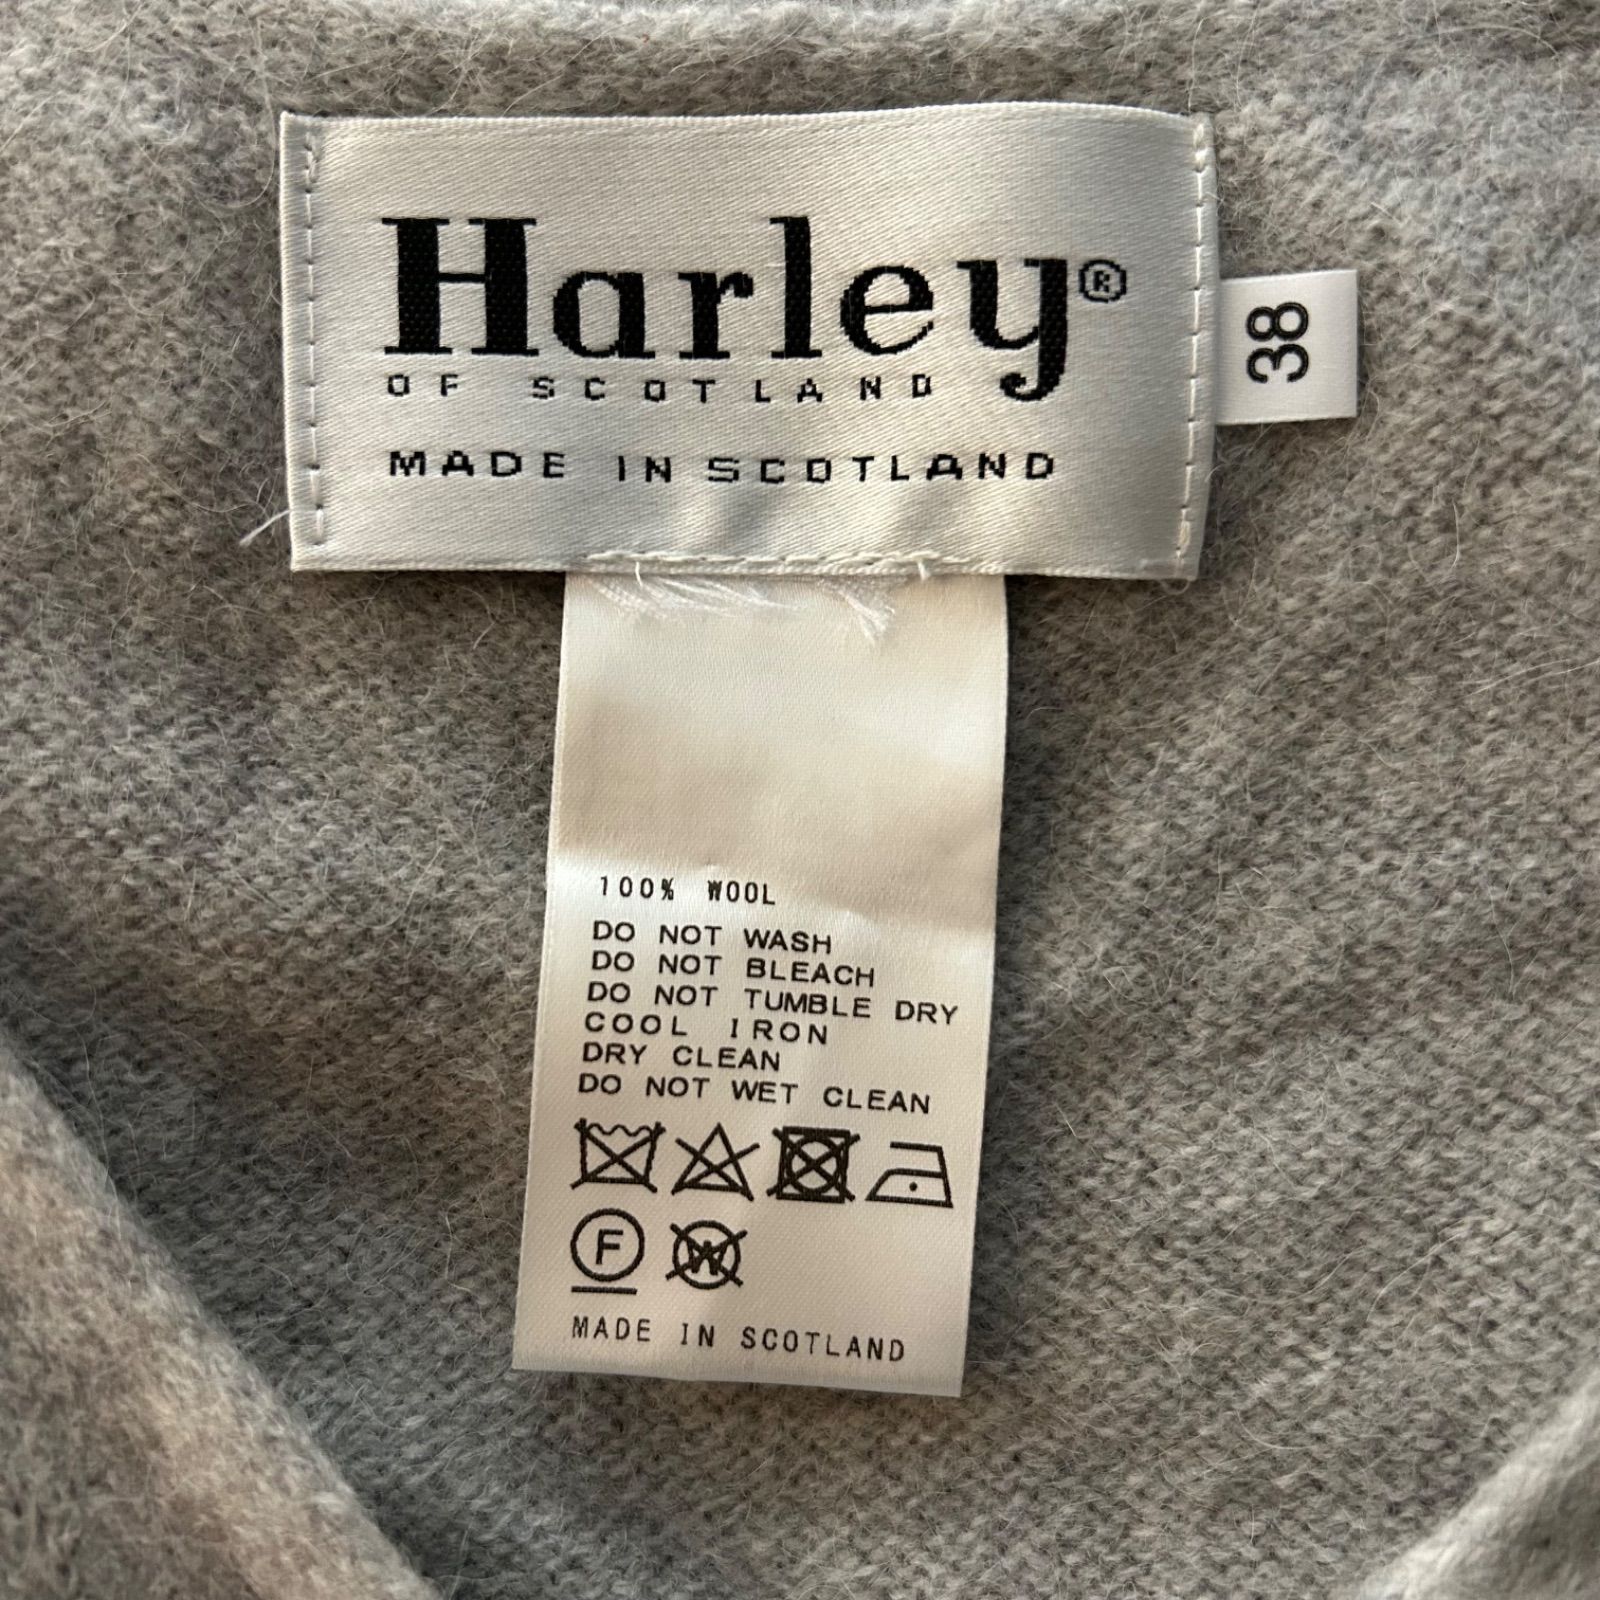 Harley®
OF SCOTLAND
MADE IN SCOTLAND
38
100% WOOL
DO NOT WASH
DO NOT BLEACH
DO NOT TUMBLE DRY
COOL IRON
DRY CLEAN
DO NOT WET CLEAN
F W
MADE IN SCOTLAND